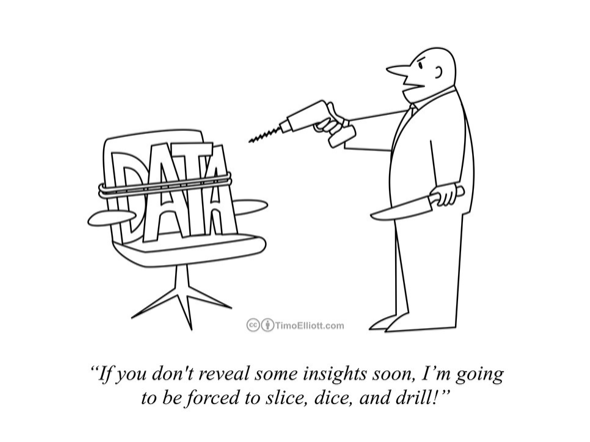 DATA
TimoElliott.com
“If you don't reveal some insights soon, I’m going
to be forced to slice, dice, and drill!”